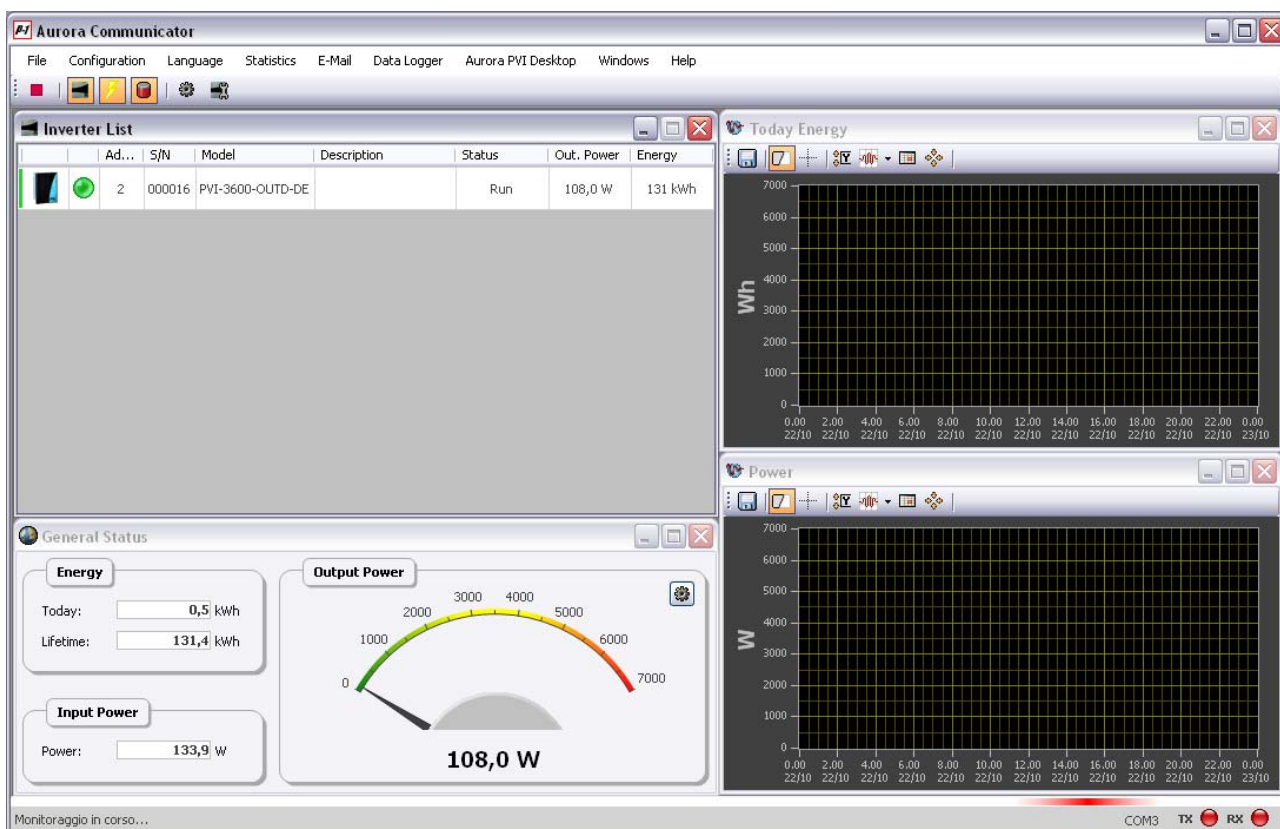 Aurora Communicator
File Configuration Language Statistics E-Mail Data Logger Aurora PVI Desktop Windows Help
Inverter List
Ad... S/N Model Description Status Out. Power Energy
2 000016 PVI-3600-OUTD-DE Run 108,0 W 131 kWh
General Status
Energy
Today: 0,5 kWh
Lifetime: 131,4 kWh
Input Power
Power: 133,9 W
Output Power
0 1000 2000 3000 4000 5000 6000 7000
108,0 W
Today Energy
Y
7000
6000
5000
4000
3000
2000
1000
0
Wh
0.00 2.00 4.00 6.00 8.00 10.00 12.00 14.00 16.00 18.00 20.00 22.00 0.00
22/10 22/10 22/10 22/10 22/10 22/10 22/10 22/10 22/10 22/10 22/10 22/10 23/10
Power
Y
7000
6000
5000
4000
3000
2000
1000
0
W
0.00 2.00 4.00 6.00 8.00 10.00 12.00 14.00 16.00 18.00 20.00 22.00 0.00
22/10 22/10 22/10 22/10 22/10 22/10 22/10 22/10 22/10 22/10 22/10 22/10 23/10
Monitoraggio in corso... COM3 TX RX